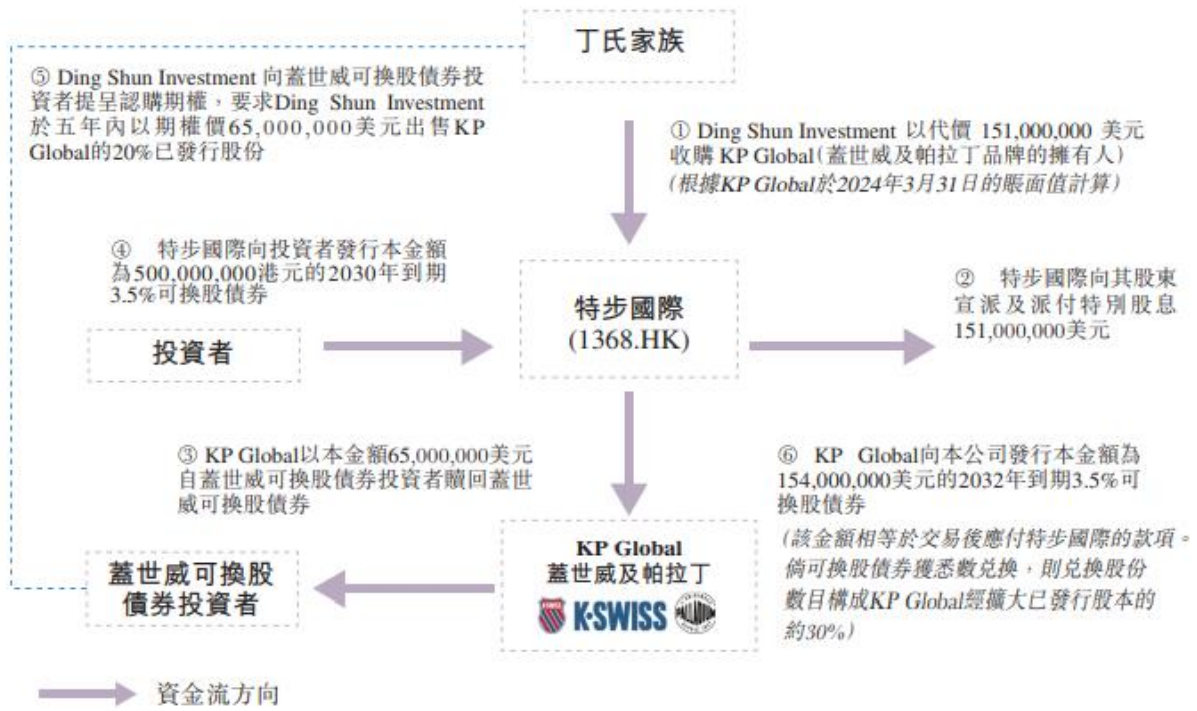 丁氏家族
⑤ Ding Shun Investment 向蓋世威可換股債券投
資者提呈認購期權，要求Ding Shun Investment
於五年內以期權價65,000,000美元出售KP
Global的20%已發行股份
① Ding Shun Investment 以代價 151,000,000 美元
收購 KP Global(蓋世威及帕拉丁品牌的擁有人)
(根據KP Global於2024年3月31日的賬面值計算)
④ 特步國際向投資者發行本金額
為500,000,000港元的2030年到期
3.5%可換股債券
投資者
特步國際
(1368.HK)
② 特步國際向其股東
宣派及派付特別股息
151,000,000美元
③ KP Global以本金額65,000,000美元
自蓋世威可換股債券投資者贖回蓋世
威可換股債券
⑥ KP Global向本公司發行本金額為
154,000,000美元的2032年到期3.5%可
換股債券
(該金額相等於交易後應付特步國際的款項。
倘可換股債券獲悉數兌換，則兌換股份
數目構成KP Global經擴大已發行股本的
約30%)
蓋世威可換股
債券投資者
KP Global
蓋世威及帕拉丁
K·SWISS
資金流方向